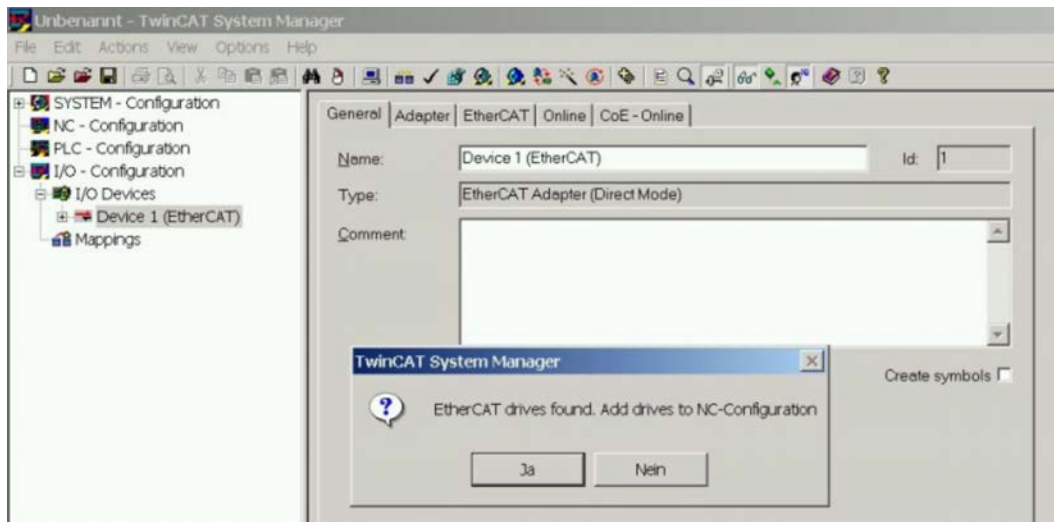 Unbenannt - TwinCAT System Manager
File Edit Actions View Options Help
SYSTEM - Configuration
NC - Configuration
PLC - Configuration
I/O - Configuration
I/O Devices
Device 1 (EtherCAT)
Mappings
General Adapter EtherCAT Online CoE - Online
Name: Device 1 (EtherCAT) Id: 1
Type: EtherCAT Adapter (Direct Mode)
Comment:
Create symbols
TwinCAT System Manager
EtherCAT drives found. Add drives to NC-Configuration
Ja Nein